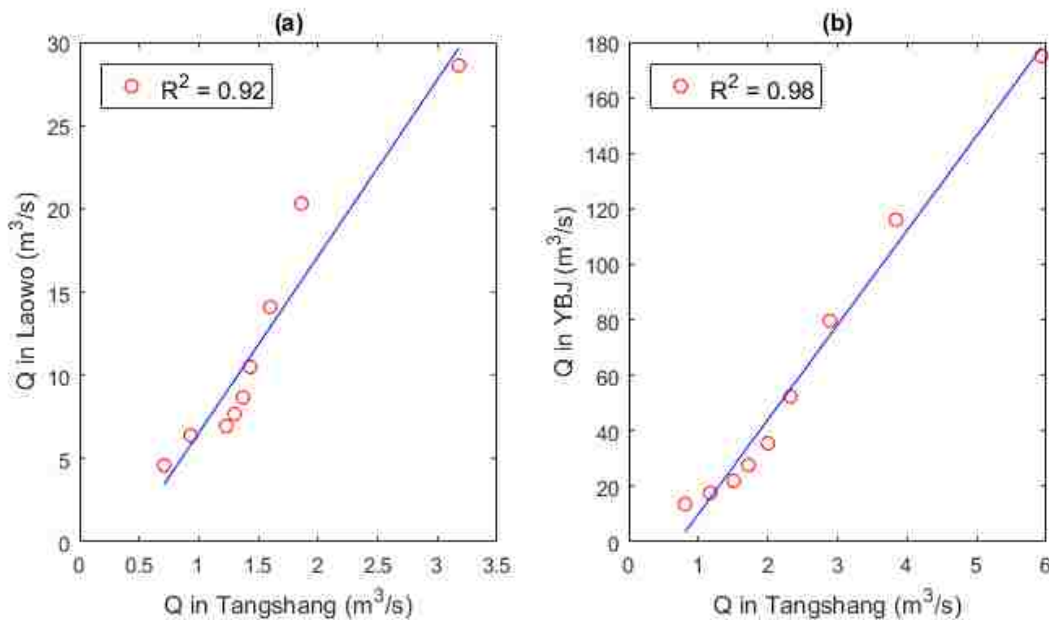 (a)
R² = 0.92
Q in Laowo (m³/s)
30
25
20
15
10
5
0
0 0.5 1 1.5 2 2.5 3 3.5
Q in Tangshang (m³/s)
(b)
R² = 0.98
Q in YBJ (m³/s)
180
160
140
120
100
80
60
40
20
0
0 1 2 3 4 5 6
Q in Tangshang (m³/s)